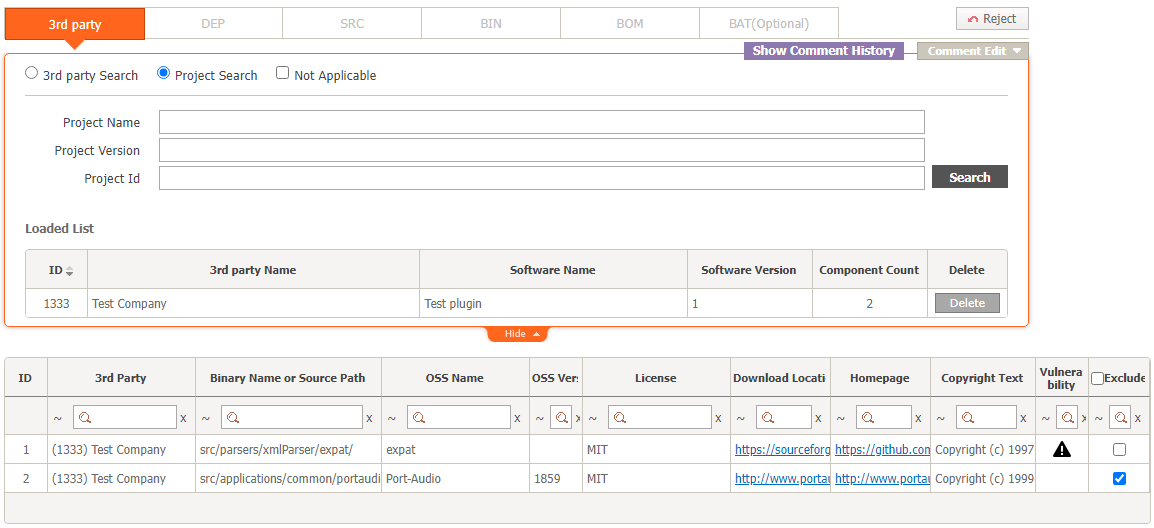 3rd party DEP SRC BIN BOM BAT(Optional) Reject
Show Comment History Comment Edit
3rd party Search Project Search Not Applicable
Project Name
Project Version
Project Id Search
Loaded List
ID 3rd party Name Software Name Software Version Component Count Delete
1333 Test Company Test plugin 1 2 Delete
Hide
ID 3rd Party Binary Name or Source Path OSS Name OSS Vers License Download Locati Homepage Copyright Text Vulnera bility Exclude
~ x ~ x ~ x ~ x ~ x ~ x ~ x ~ x ~ x ~ x
1 (1333) Test Company src/parsers/xmlParser/expat/ expat MIT https://sourceforg https://github.com Copyright (c) 1997
2 (1333) Test Company src/applications/common/portaudi Port-Audio 1859 MIT http://www.portau http://www.porta Copyright (c) 1999